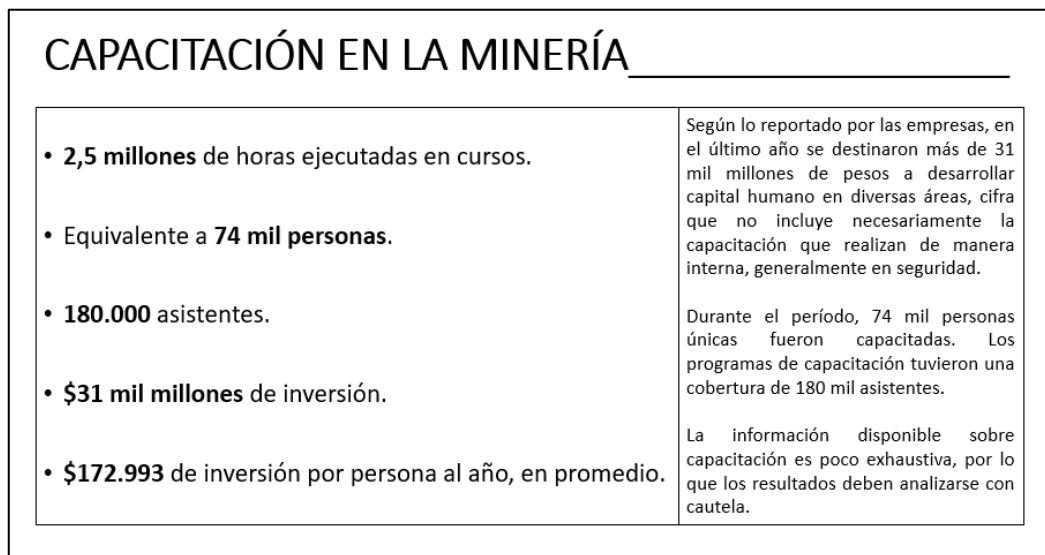 CAPACITACIÓN EN LA MINERÍA
• 2,5 millones de horas ejecutadas en cursos.
• Equivalente a 74 mil personas.
• 180.000 asistentes.
• $31 mil millones de inversión.
• $172.993 de inversión por persona al año, en promedio.
Según lo reportado por las empresas, en
el último año se destinaron más de 31
mil millones de pesos a desarrollar
capital humano en diversas áreas, cifra
que no incluye necesariamente la
capacitación que realizan de manera
interna, generalmente en seguridad.
Durante el período, 74 mil personas
únicas fueron capacitadas. Los
programas de capacitación tuvieron una
cobertura de 180 mil asistentes.
La información disponible sobre
capacitación es poco exhaustiva, por lo
que los resultados deben analizarse con
cautela.